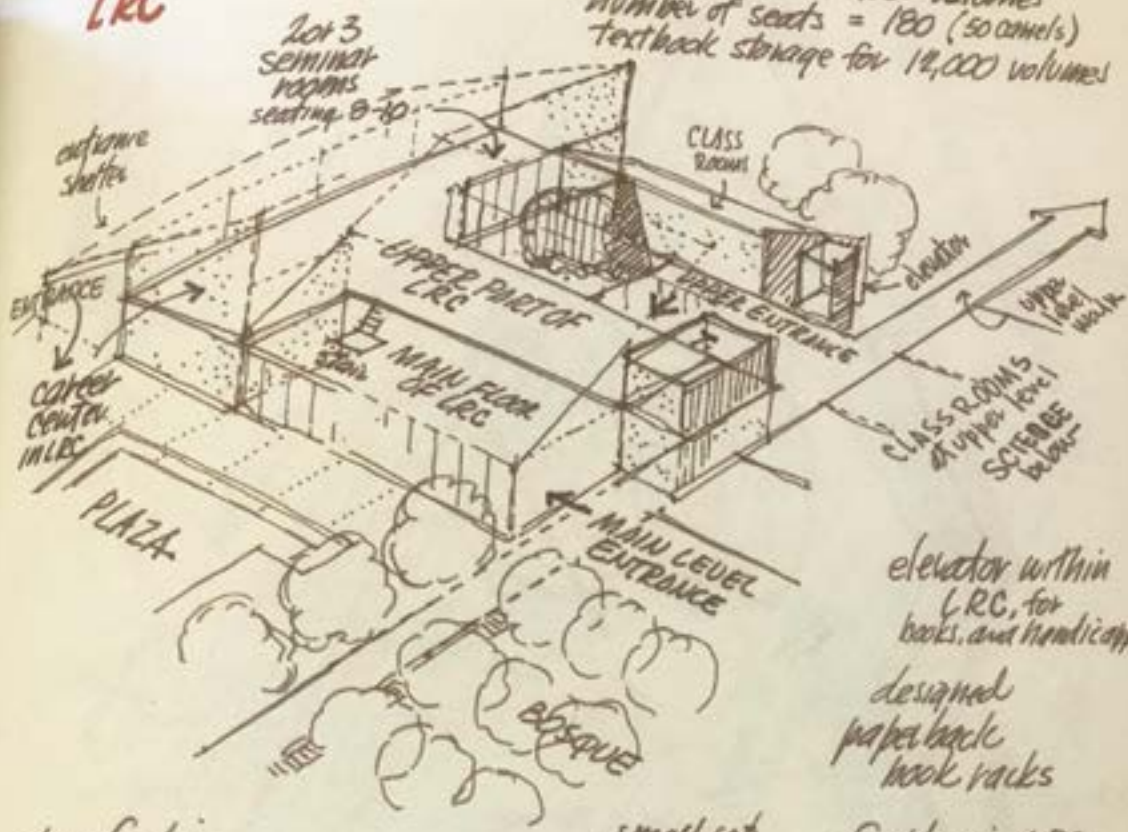 LRC
volumes
number of seats = 180 (50 carrels)
textbook storage for 12,000 volumes
2 or 3
seminar
rooms
seating 8-10
entrance
shelter
CLASS
ROOMS
ENTRANCE
UPPER PART OF
LRC
UPPER ENTRANCE
elevator
upper
level
walk
stair
MAIN FLOOR
OF LRC
career
center
in LRC
CLASS ROOMS
at upper level
SCIENCE
below
PLAZA
MAIN LEVEL
ENTRANCE
elevator within
LRC, for
books, and handicapp
designed
paperback
book racks
BOSQUE